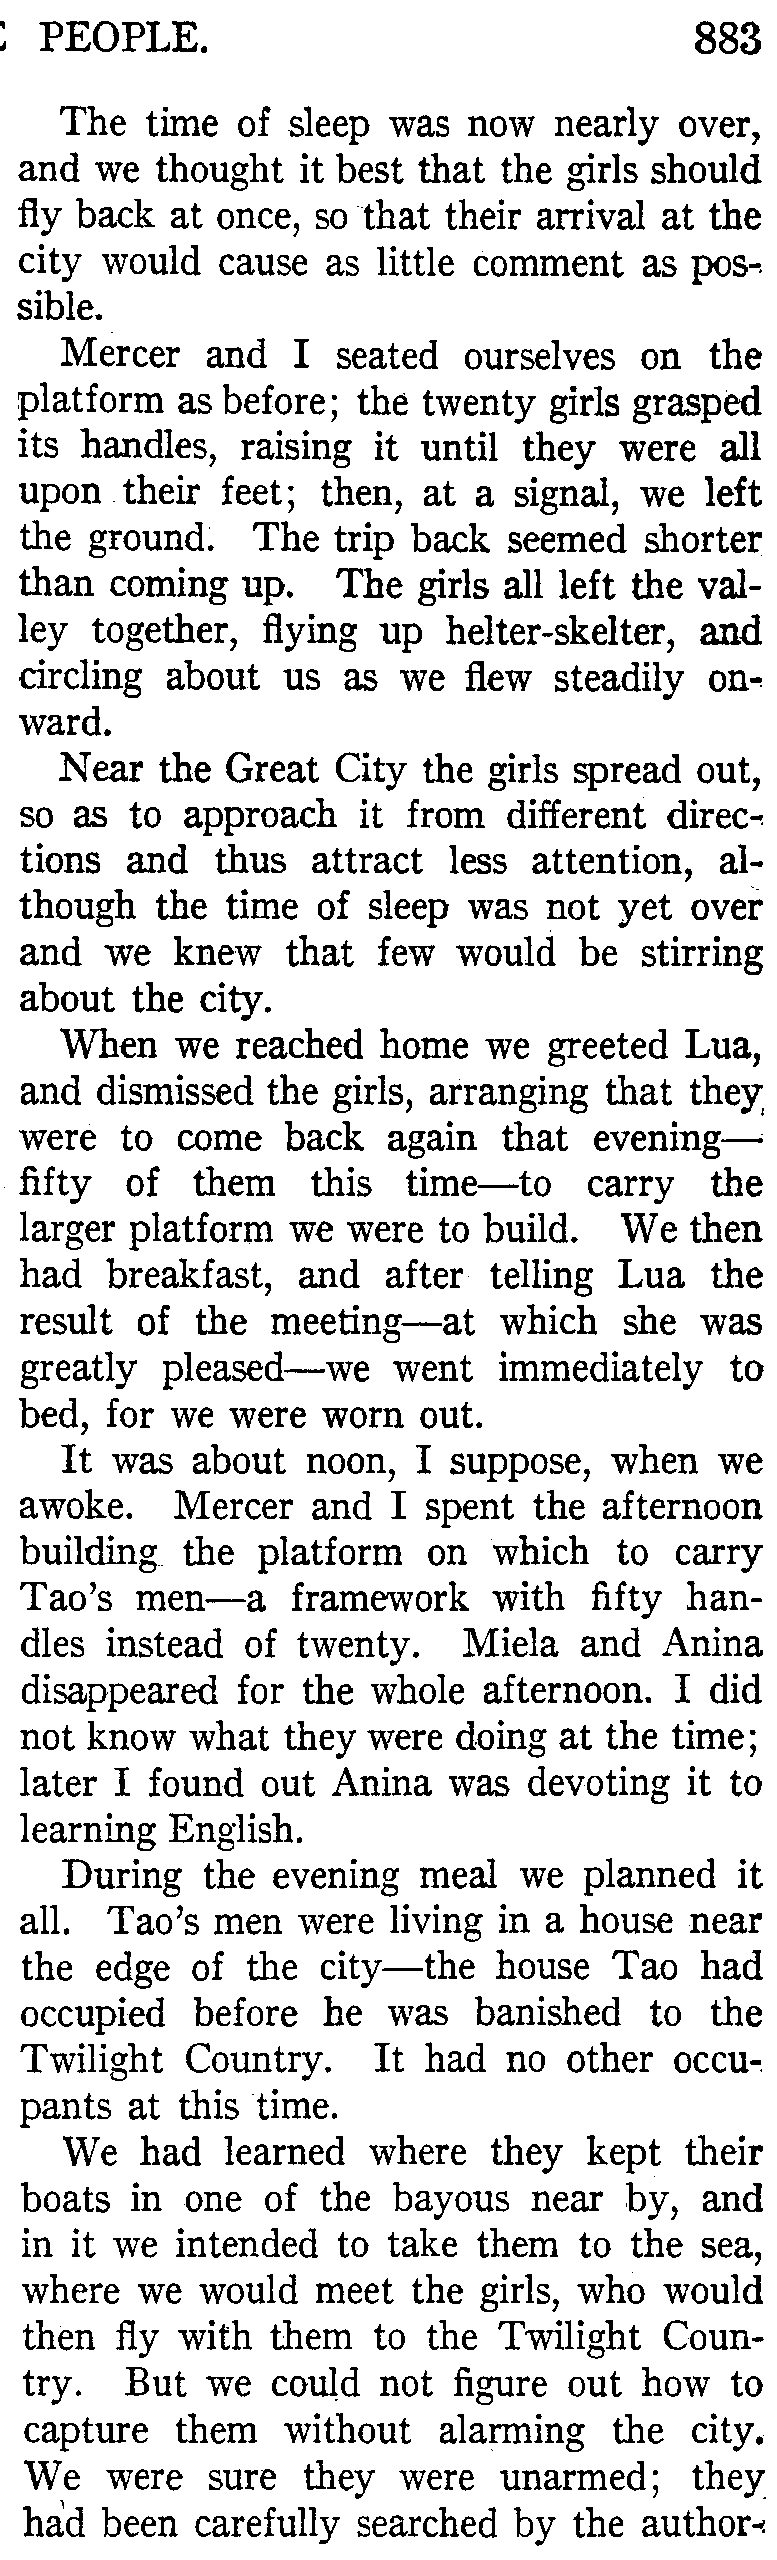 PEOPLE. 883
The time of sleep was now nearly over,
and we thought it best that the girls should
fly back at once, so that their arrival at the
city would cause as little comment as pos-
sible.
Mercer and I seated ourselves on the
platform as before; the twenty girls grasped
its handles, raising it until they were all
upon their feet; then, at a signal, we left
the ground. The trip back seemed shorter
than coming up. The girls all left the val-
ley together, flying up helter-skelter, and
circling about us as we flew steadily on-
ward.
Near the Great City the girls spread out,
so as to approach it from different direc-
tions and thus attract less attention, al-
though the time of sleep was not yet over
and we knew that few would be stirring
about the city.
When we reached home we greeted Lua,
and dismissed the girls, arranging that they
were to come back again that evening—
fifty of them this time—to carry the
larger platform we were to build. We then
had breakfast, and after telling Lua the
result of the meeting—at which she was
greatly pleased—we went immediately to
bed, for we were worn out.
It was about noon, I suppose, when we
awoke. Mercer and I spent the afternoon
building the platform on which to carry
Tao's men—a framework with fifty han-
dles instead of twenty. Miela and Anina
disappeared for the whole afternoon. I did
not know what they were doing at the time;
later I found out Anina was devoting it to
learning English.
During the evening meal we planned it
all. Tao's men were living in a house near
the edge of the city—the house Tao had
occupied before he was banished to the
Twilight Country. It had no other occu-
pants at this time.
We had learned where they kept their
boats in one of the bayous near by, and
in it we intended to take them to the sea,
where we would meet the girls, who would
then fly with them to the Twilight Coun-
try. But we could not figure out how to
capture them without alarming the city.
We were sure they were unarmed; they
had been carefully searched by the author-